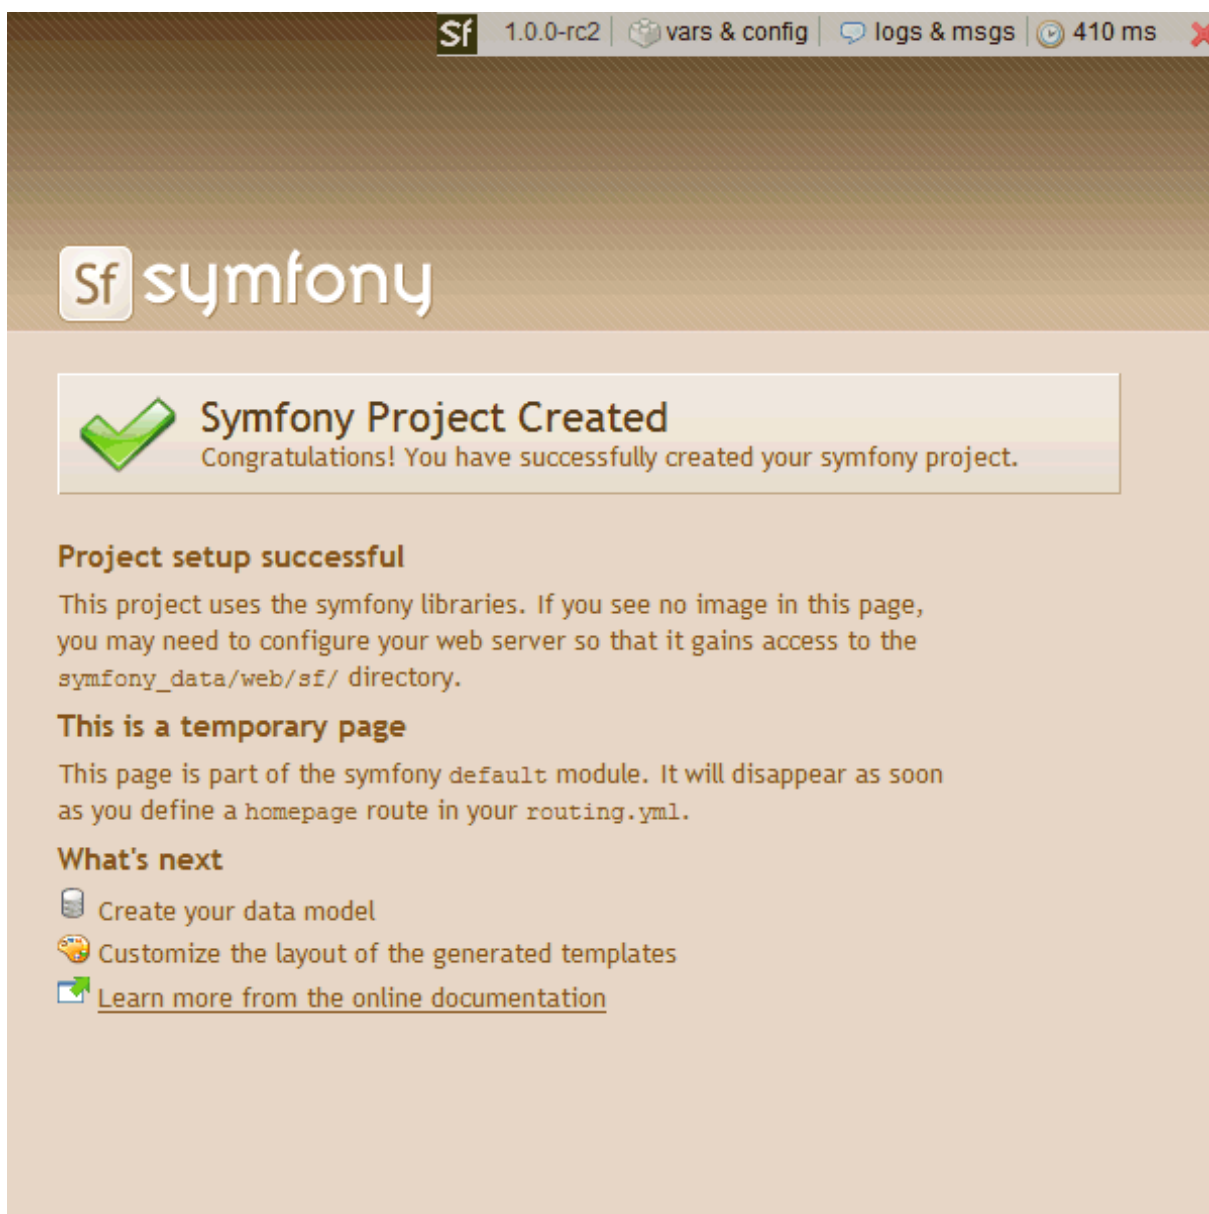 Sf 1.0.0-rc2 vars & config logs & msgs 410 ms
Sf symfony
Symfony Project Created
Congratulations! You have successfully created your symfony project.
Project setup successful
This project uses the symfony libraries. If you see no image in this page,
you may need to configure your web server so that it gains access to the
symfony_data/web/sf/ directory.
This is a temporary page
This page is part of the symfony default module. It will disappear as soon
as you define a homepage route in your routing.yml.
What's next
Create your data model
Customize the layout of the generated templates
Learn more from the online documentation